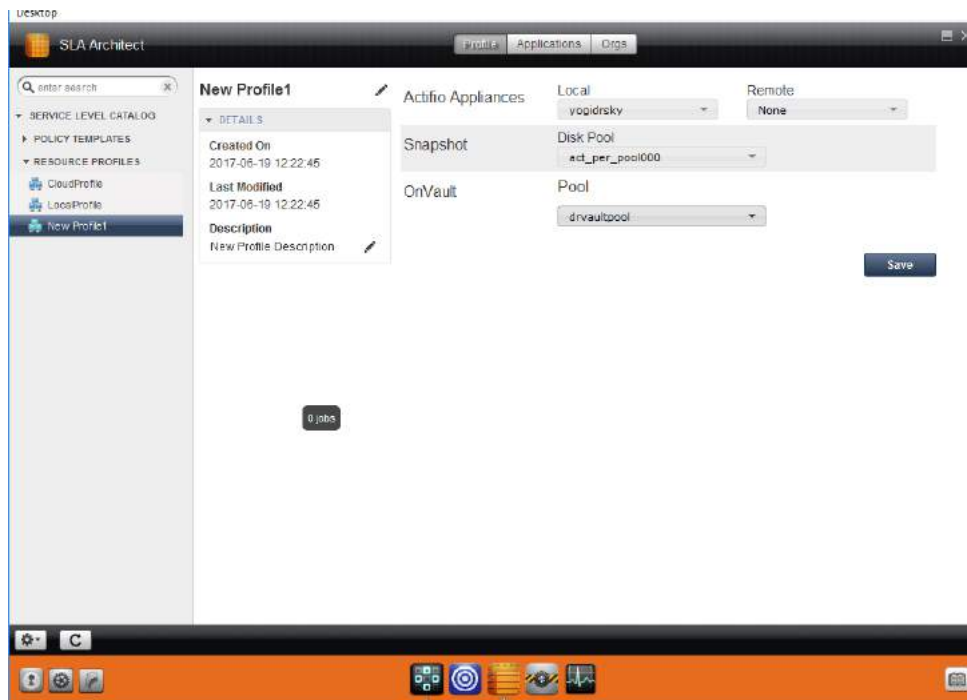 Desktop
SLA Architect
Profile Applications Orgs
enter search
SERVICE LEVEL CATALOG
POLICY TEMPLATES
RESOURCE PROFILES
CloudProfile
LocalProfile
New Profile1
New Profile1
DETAILS
Created On
2017-06-19 12:22:45
Last Modified
2017-06-19 12:22:45
Description
New Profile Description
Actifio Appliances
Local
yogidrsky
Remote
None
Snapshot
Disk Pool
act_per_pool000
OnVault
Pool
drvaultpool
Save
0 jobs